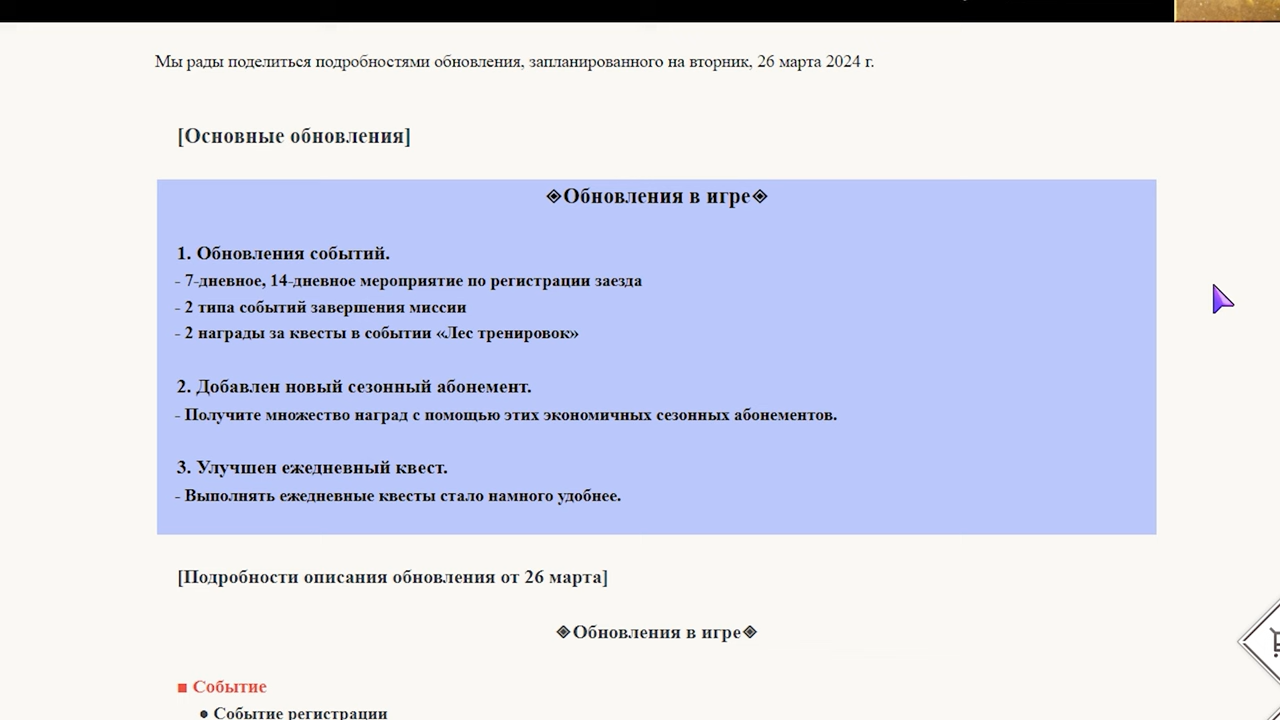 Мы рады поделиться подробностями обновления, запланированного на вторник, 26 марта 2024 г.
[Основные обновления]
◈Обновления в игре◈
1. Обновления событий.
- 7-дневное, 14-дневное мероприятие по регистрации заезда
- 2 типа событий завершения миссии
- 2 награды за квесты в событии «Лес тренировок»
2. Добавлен новый сезонный абонемент.
- Получите множество наград с помощью этих экономичных сезонных абонементов.
3. Улучшен ежедневный квест.
- Выполнять ежедневные квесты стало намного удобнее.
[Подробности описания обновления от 26 марта]
◈Обновления в игре◈
■ Событие
● Событие регистрации